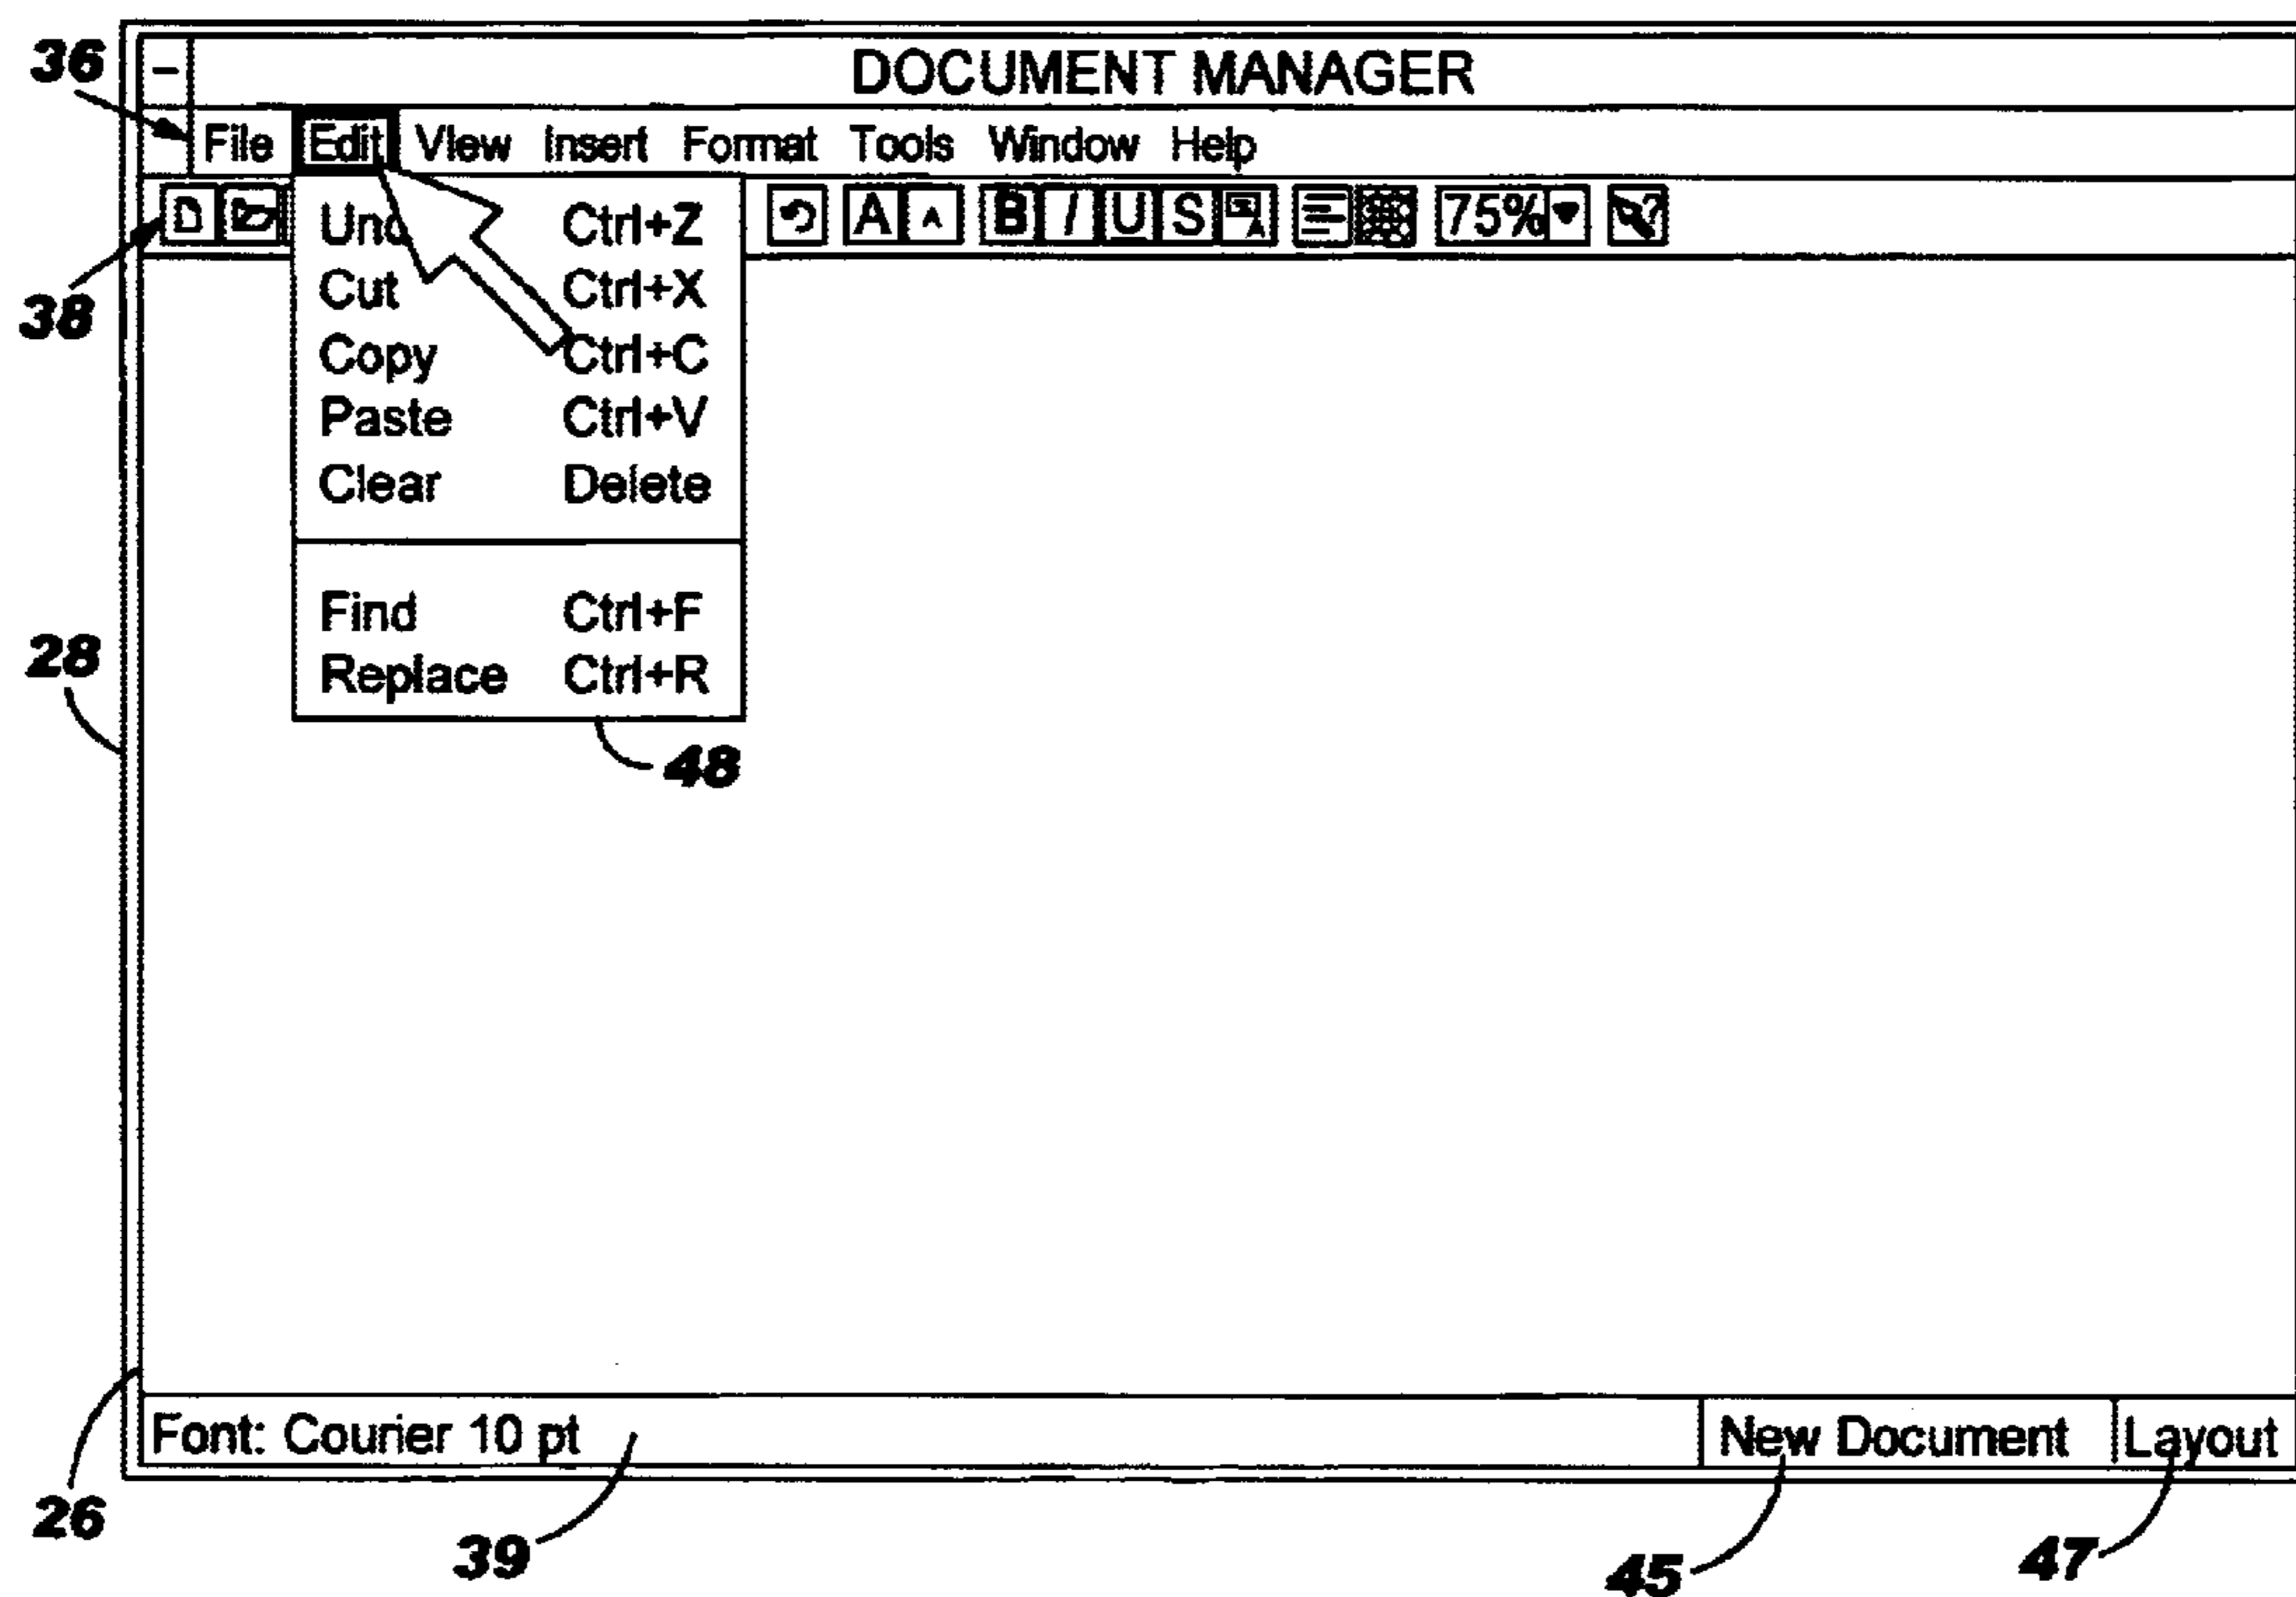 DOCUMENT MANAGER
36
File Edit View Insert Format Tools Window Help
A A B I U S A 75% ?
38
Und Ctrl+Z
Cut Ctrl+X
Copy Ctrl+C
Paste Ctrl+V
Clear Delete
Find Ctrl+F
Replace Ctrl+R
28
48
Font: Courier 10 pt New Document Layout
26
39
45
47